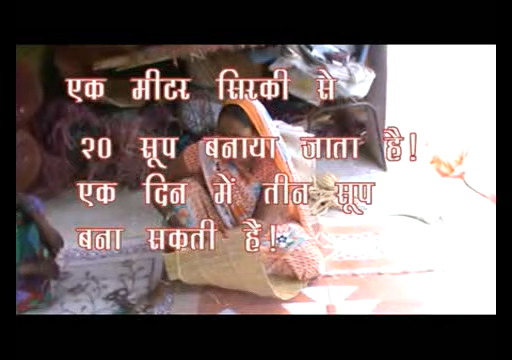 एक मीटर सिरकी से
२० सूप बनाया जाता है!
एक दिन में तीन सूप
बना सकती हैं!